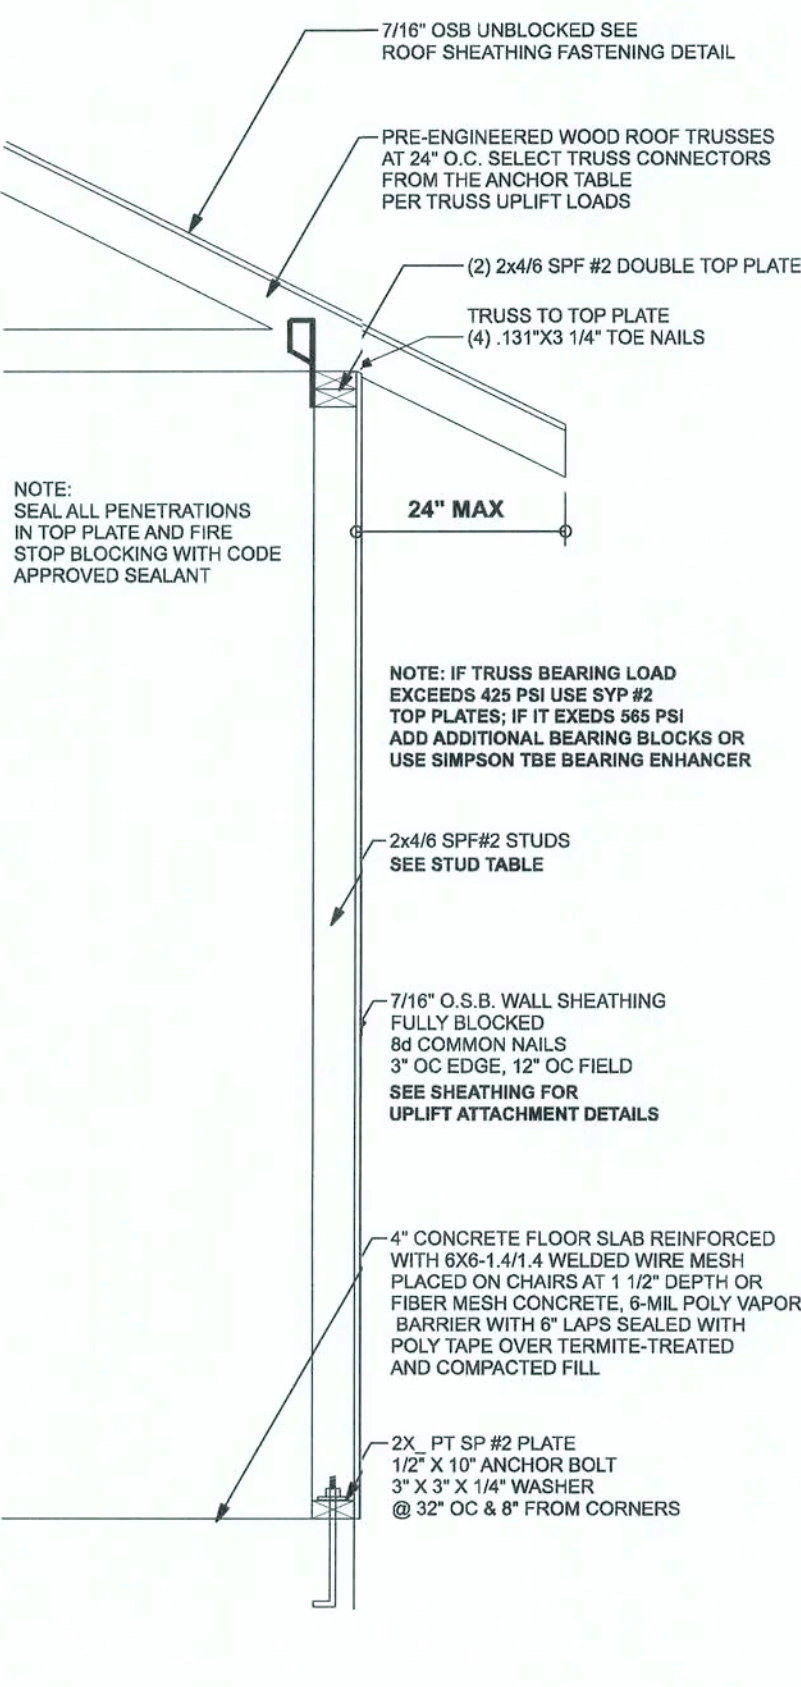 7/16" OSB UNBLOCKED SEE
ROOF SHEATHING FASTENING DETAIL
PRE-ENGINEERED WOOD ROOF TRUSSES
AT 24" O.C. SELECT TRUSS CONNECTORS
FROM THE ANCHOR TABLE
PER TRUSS UPLIFT LOADS
(2) 2x4/6 SPF #2 DOUBLE TOP PLATE
TRUSS TO TOP PLATE
(4) .131"X3 1/4" TOE NAILS
NOTE:
SEAL ALL PENETRATIONS
IN TOP PLATE AND FIRE
STOP BLOCKING WITH CODE
APPROVED SEALANT
24" MAX
NOTE: IF TRUSS BEARING LOAD
EXCEEDS 425 PSI USE SYP #2
TOP PLATES; IF IT EXEDS 565 PSI
ADD ADDITIONAL BEARING BLOCKS OR
USE SIMPSON TBE BEARING ENHANCER
2x4/6 SPF#2 STUDS
SEE STUD TABLE
7/16" O.S.B. WALL SHEATHING
FULLY BLOCKED
8d COMMON NAILS
3" OC EDGE, 12" OC FIELD
SEE SHEATHING FOR
UPLIFT ATTACHMENT DETAILS
4" CONCRETE FLOOR SLAB REINFORCED
WITH 6X6-1.4/1.4 WELDED WIRE MESH
PLACED ON CHAIRS AT 1 1/2" DEPTH OR
FIBER MESH CONCRETE, 6-MIL POLY VAPOR
BARRIER WITH 6" LAPS SEALED WITH
POLY TAPE OVER TERMITE-TREATED
AND COMPACTED FILL
2X_ PT SP #2 PLATE
1/2" X 10" ANCHOR BOLT
3" X 3" X 1/4" WASHER
@ 32" OC & 8" FROM CORNERS